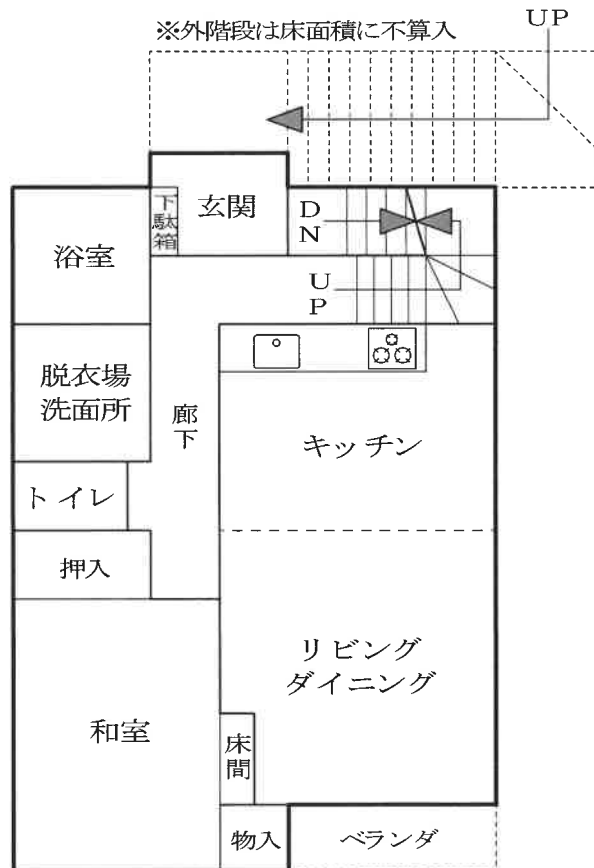 UP
※外階段は床面積に不算入
下駄箱
玄関
DN
浴室
UP
脱衣場
洗面所
廊下
キッチン
トイレ
押入
リビング
ダイニング
和室
床間
物入
ベランダ